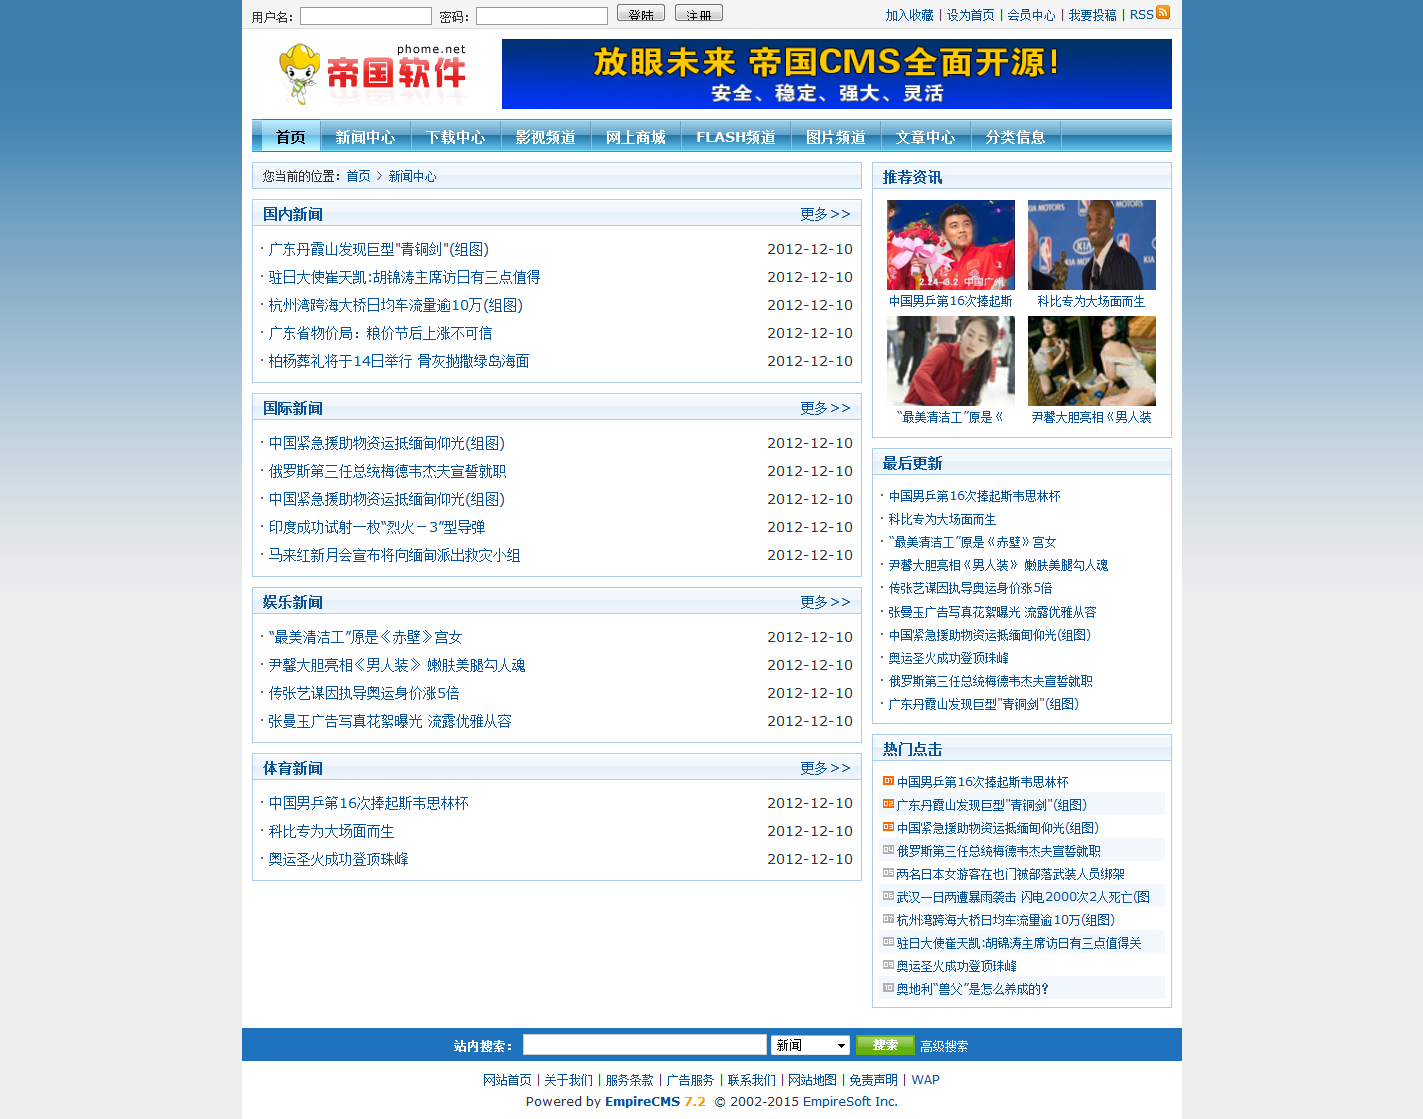 用户名： 密码： 登陆 注册 加入收藏 | 设为首页 | 会员中心 | 我要投稿 | RSS
phome.net
帝国软件
放眼未来 帝国CMS全面开源！
安全、稳定、强大、灵活
首页 新闻中心 下载中心 影视频道 网上商城 FLASH频道 图片频道 文章中心 分类信息
您当前的位置：首页 > 新闻中心
国内新闻 更多>>
· 广东丹霞山发现巨型"青铜剑"(组图) 2012-12-10
· 驻日大使崔天凯:胡锦涛主席访日有三点值得 2012-12-10
· 杭州湾跨海大桥日均车流量逾10万(组图) 2012-12-10
· 广东省物价局：粮价节后上涨不可信 2012-12-10
· 柏杨葬礼将于14日举行 骨灰抛撒绿岛海面 2012-12-10
国际新闻 更多>>
· 中国紧急援助物资运抵缅甸仰光(组图) 2012-12-10
· 俄罗斯第三任总统梅德韦杰夫宣誓就职 2012-12-10
· 中国紧急援助物资运抵缅甸仰光(组图) 2012-12-10
· 印度成功试射一枚“烈火－3”型导弹 2012-12-10
· 马来红新月会宣布将向缅甸派出救灾小组 2012-12-10
娱乐新闻 更多>>
· “最美清洁工”原是《赤壁》宫女 2012-12-10
· 尹馨大胆亮相《男人装》 嫩肤美腿勾人魂 2012-12-10
· 传张艺谋因执导奥运身价涨5倍 2012-12-10
· 张曼玉广告写真花絮曝光 流露优雅从容 2012-12-10
体育新闻 更多>>
· 中国男乒第16次捧起斯韦思林杯 2012-12-10
· 科比专为大场面而生 2012-12-10
· 奥运圣火成功登顶珠峰 2012-12-10
推荐资讯
2.24-3.2 中国广州
KIA MOTORS
中国男乒第16次捧起斯 科比专为大场面而生
“最美清洁工”原是《 尹馨大胆亮相《男人装
最后更新
· 中国男乒第16次捧起斯韦思林杯
· 科比专为大场面而生
· “最美清洁工”原是《赤壁》宫女
· 尹馨大胆亮相《男人装》 嫩肤美腿勾人魂
· 传张艺谋因执导奥运身价涨5倍
· 张曼玉广告写真花絮曝光 流露优雅从容
· 中国紧急援助物资运抵缅甸仰光(组图)
· 奥运圣火成功登顶珠峰
· 俄罗斯第三任总统梅德韦杰夫宣誓就职
· 广东丹霞山发现巨型"青铜剑"(组图)
热门点击
01 中国男乒第16次捧起斯韦思林杯
02 广东丹霞山发现巨型"青铜剑"(组图)
03 中国紧急援助物资运抵缅甸仰光(组图)
04 俄罗斯第三任总统梅德韦杰夫宣誓就职
05 两名日本女游客在也门被部落武装人员绑架
06 武汉一日两遭暴雨袭击 闪电2000次2人死亡(图
07 杭州湾跨海大桥日均车流量逾10万(组图)
08 驻日大使崔天凯:胡锦涛主席访日有三点值得关
09 奥运圣火成功登顶珠峰
10 奥地利“兽父”是怎么养成的?
站内搜索： 新闻 搜索 高级搜索
网站首页 | 关于我们 | 服务条款 | 广告服务 | 联系我们 | 网站地图 | 免责声明 | WAP
Powered by EmpireCMS 7.2 © 2002-2015 EmpireSoft Inc.